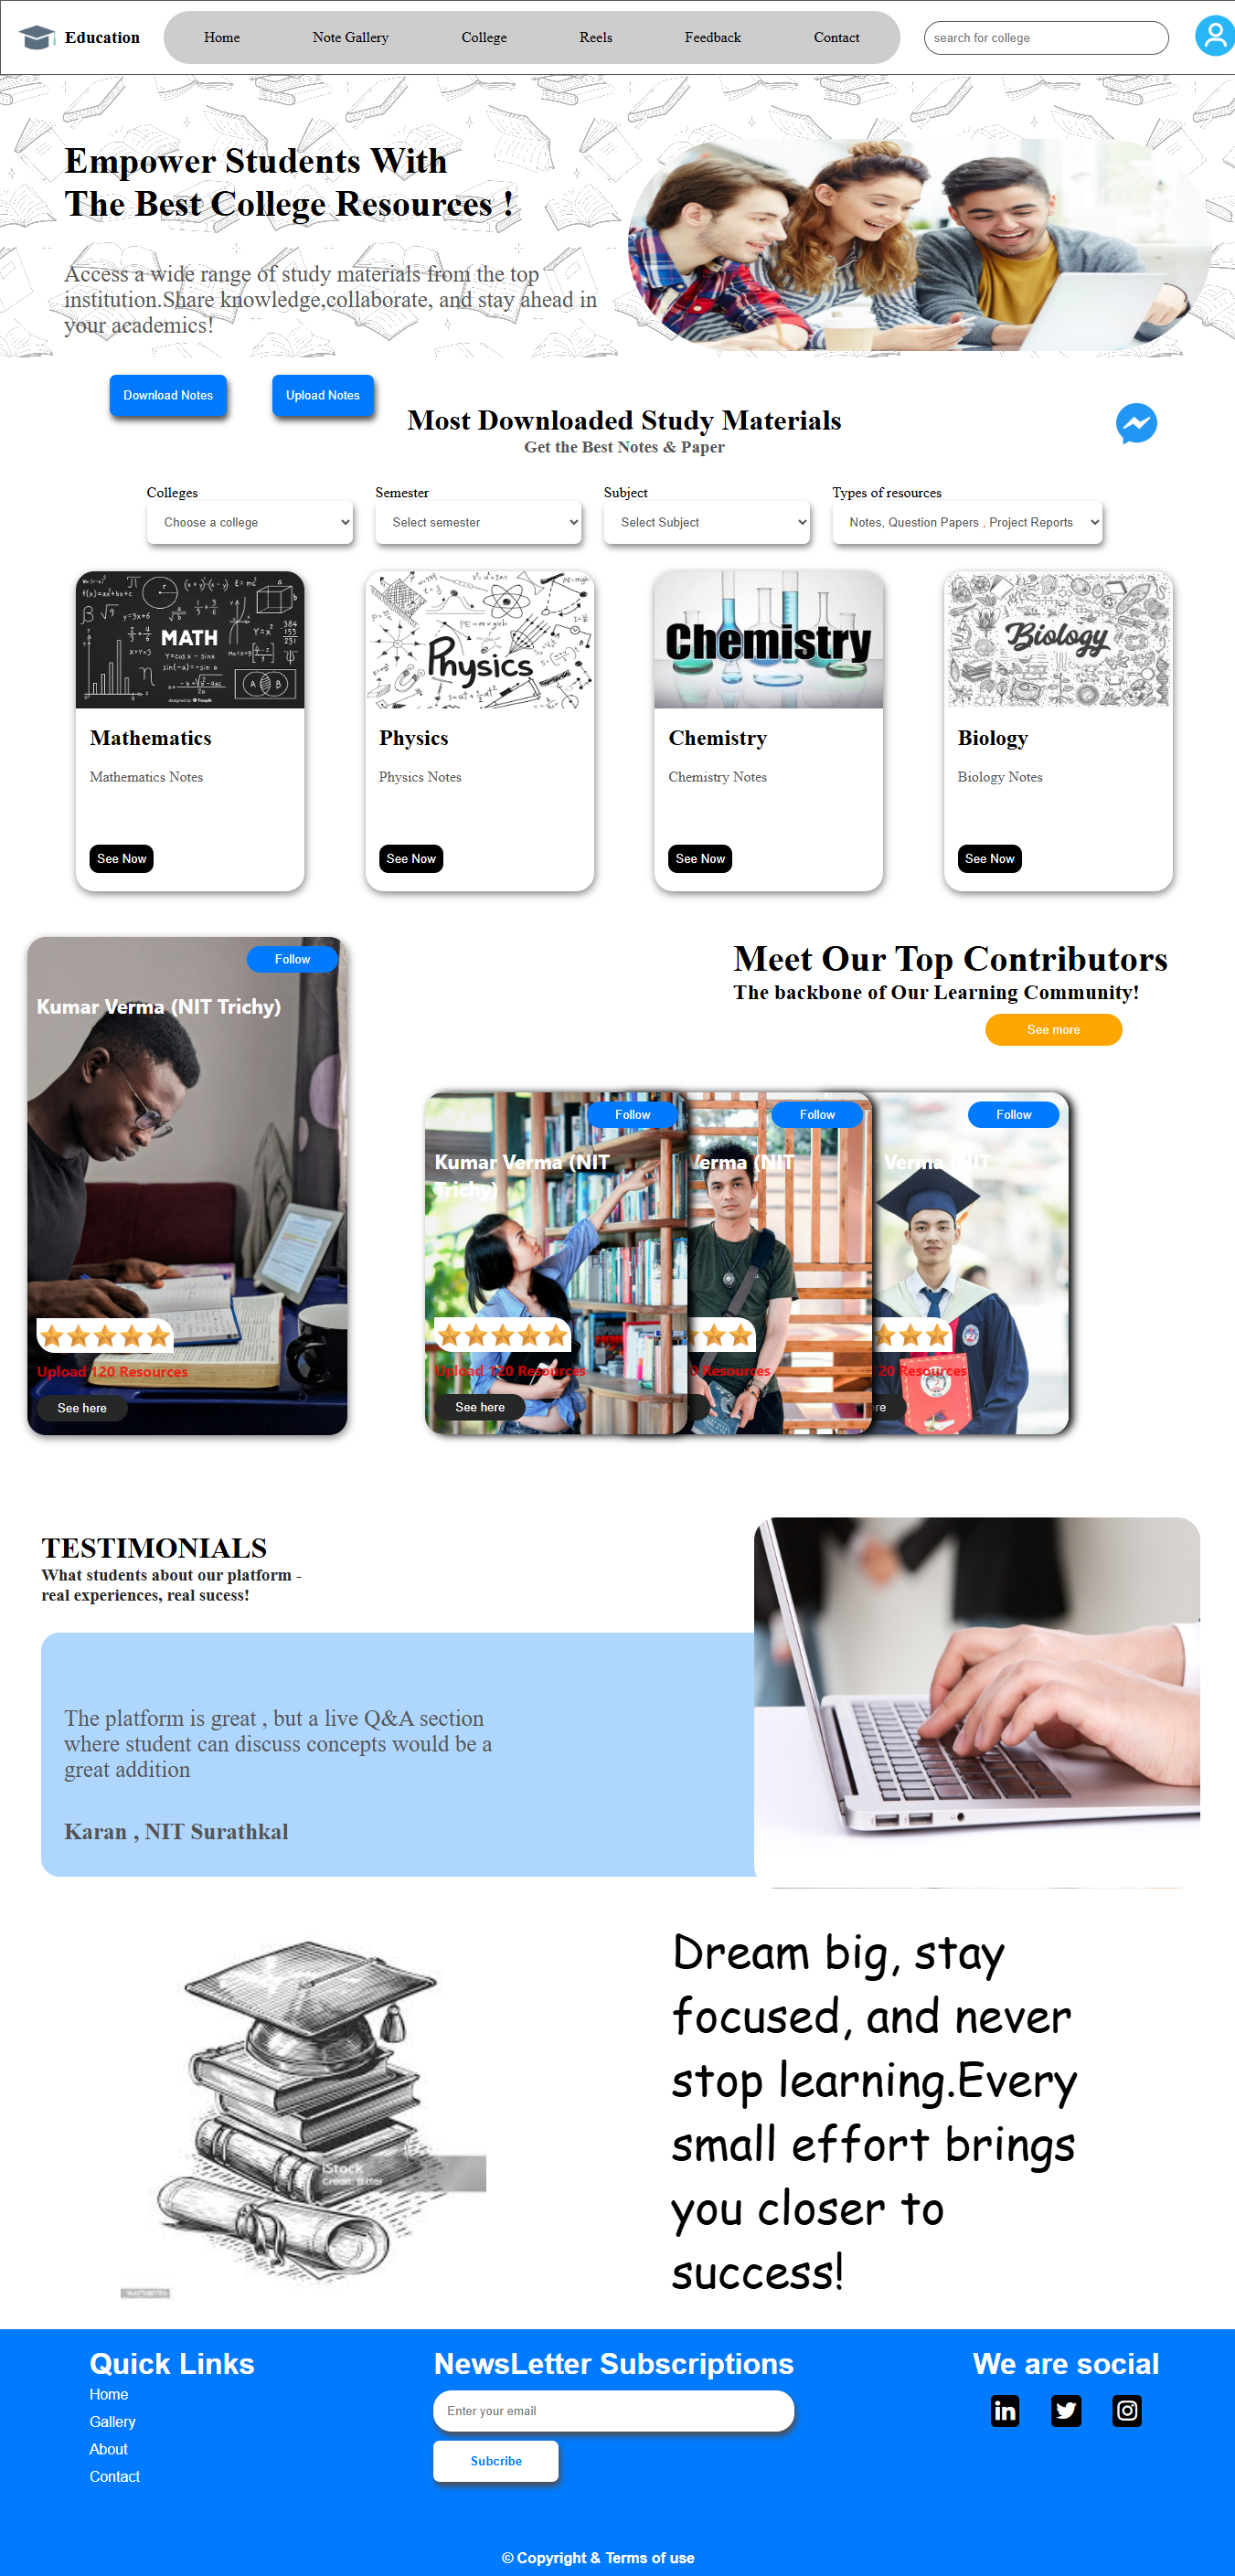 Education
Home
Note Gallery
College
Reels
Feedback
Contact
search for college
Empower Students With
The Best College Resources !
Access a wide range of study materials from the top
institution.Share knowledge,collaborate, and stay ahead in
your academics!
Download Notes
Upload Notes
Most Downloaded Study Materials
Get the Best Notes & Paper
Colleges
Semester
Subject
Types of resources
Choose a college
Select semester
Select Subject
Notes, Question Papers , Project Reports
MATH
Physics
Chemistry
Biology
Mathematics
Physics
Chemistry
Biology
Mathematics Notes
Physics Notes
Chemistry Notes
Biology Notes
See Now
See Now
See Now
See Now
Follow
Kumar Verma (NIT Trichy)
Upload 120 Resources
See here
Meet Our Top Contributors
The backbone of Our Learning Community!
See more
Follow
Kumar Verma (NIT
Trichy)
Upload 120 Resources
See here
Follow
Verma (NIT
0 Resources
Follow
Verma (NIT
20 Resources
ere
TESTIMONIALS
What students about our platform -
real experiences, real sucess!
The platform is great , but a live Q&A section
where student can discuss concepts would be a
great addition
Karan , NIT Surathkal
iStock
Dream big, stay
focused, and never
stop learning.Every
small effort brings
you closer to
success!
Quick Links
Home
Gallery
About
Contact
NewsLetter Subscriptions
Enter your email
Subcribe
We are social
in
© Copyright & Terms of use